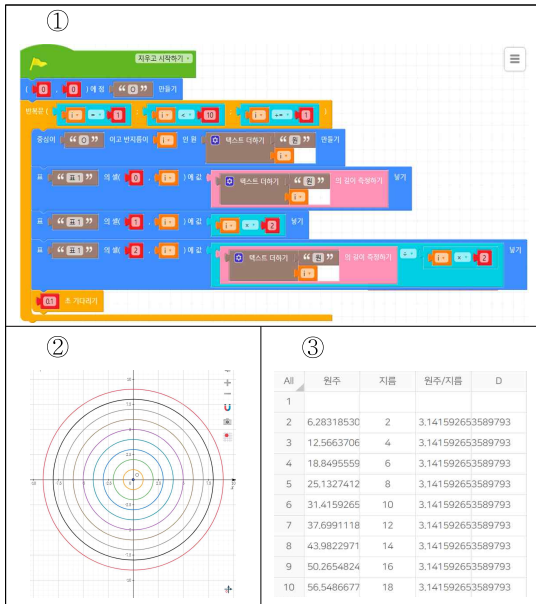 ①
지우고 시작하기
( 0 , 0 ) 에 점 “ O ” 만들기
반복문 ( i = 1 ; i < 10 ; i += 1 )
중심이 “ O ” 이고 반지름이 i 인 원 텍스트 더하기 “ 원 ” 만들기
i
표 “ 표1 ” 의 셀( 0 , i ) 에 값 텍스트 더하기 “ 원 ” 의 길이 측정하기 넣기
i
표 “ 표1 ” 의 셀( 1 , i ) 에 값 i × 2 넣기
표 “ 표1 ” 의 셀( 2 , i ) 에 값 텍스트 더하기 “ 원 ” 의 길이 측정하기 ÷ i × 2 넣기
i
0.1 초 기다리기
②
③
All 원주 지름 원주/지름 D
1
2 6.28318530 2 3.141592653589793
3 12.5663706 4 3.141592653589793
4 18.8495559 6 3.141592653589793
5 25.1327412 8 3.141592653589793
6 31.4159265 10 3.141592653589793
7 37.6991118 12 3.141592653589793
8 43.9822971 14 3.141592653589793
9 50.2654824 16 3.141592653589793
10 56.5486677 18 3.141592653589793